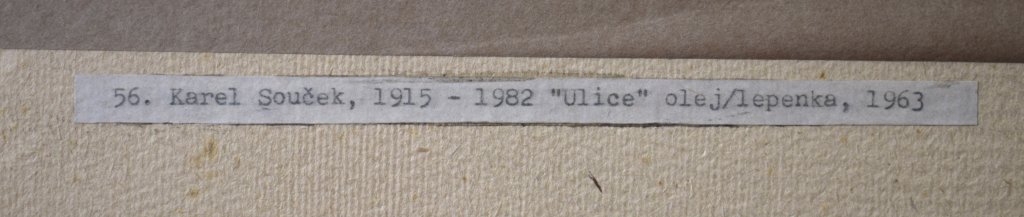 56. Karel Souček, 1915 - 1982 "Ulice" olej/lepenka, 1963